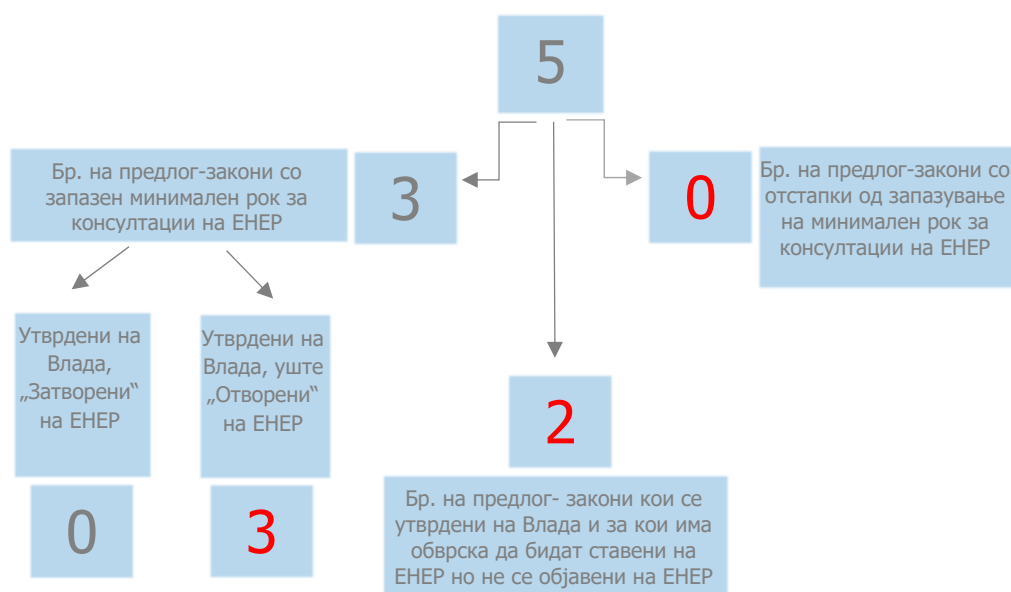 5
Бр. на предлог-закони со
запазен минимален рок за
консултации на ЕНЕР
3
0
Бр. на предлог-закони со
отстапки од запазување
на минимален рок за
консултации на ЕНЕР
Утврдени на
Влада,
„Затворени“
на ЕНЕР
0
Утврдени на
Влада, уште
„Отворени“
на ЕНЕР
3
2
Бр. на предлог- закони кои се
утврдени на Влада и за кои има
обврска да бидат ставени на
ЕНЕР но не се објавени на ЕНЕР